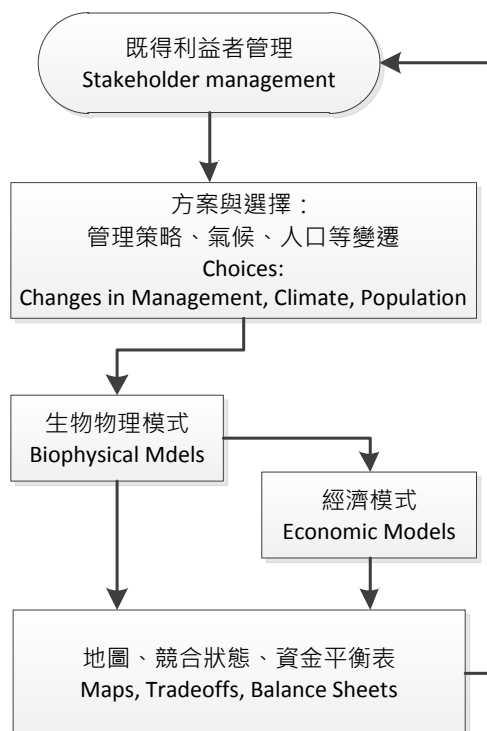 既得利益者管理
Stakeholder management
方案與選擇：
管理策略、氣候、人口等變遷
Choices:
Changes in Management, Climate, Population
生物物理模式
Biophysical Mdels
經濟模式
Economic Models
地圖、競合狀態、資金平衡表
Maps, Tradeoffs, Balance Sheets